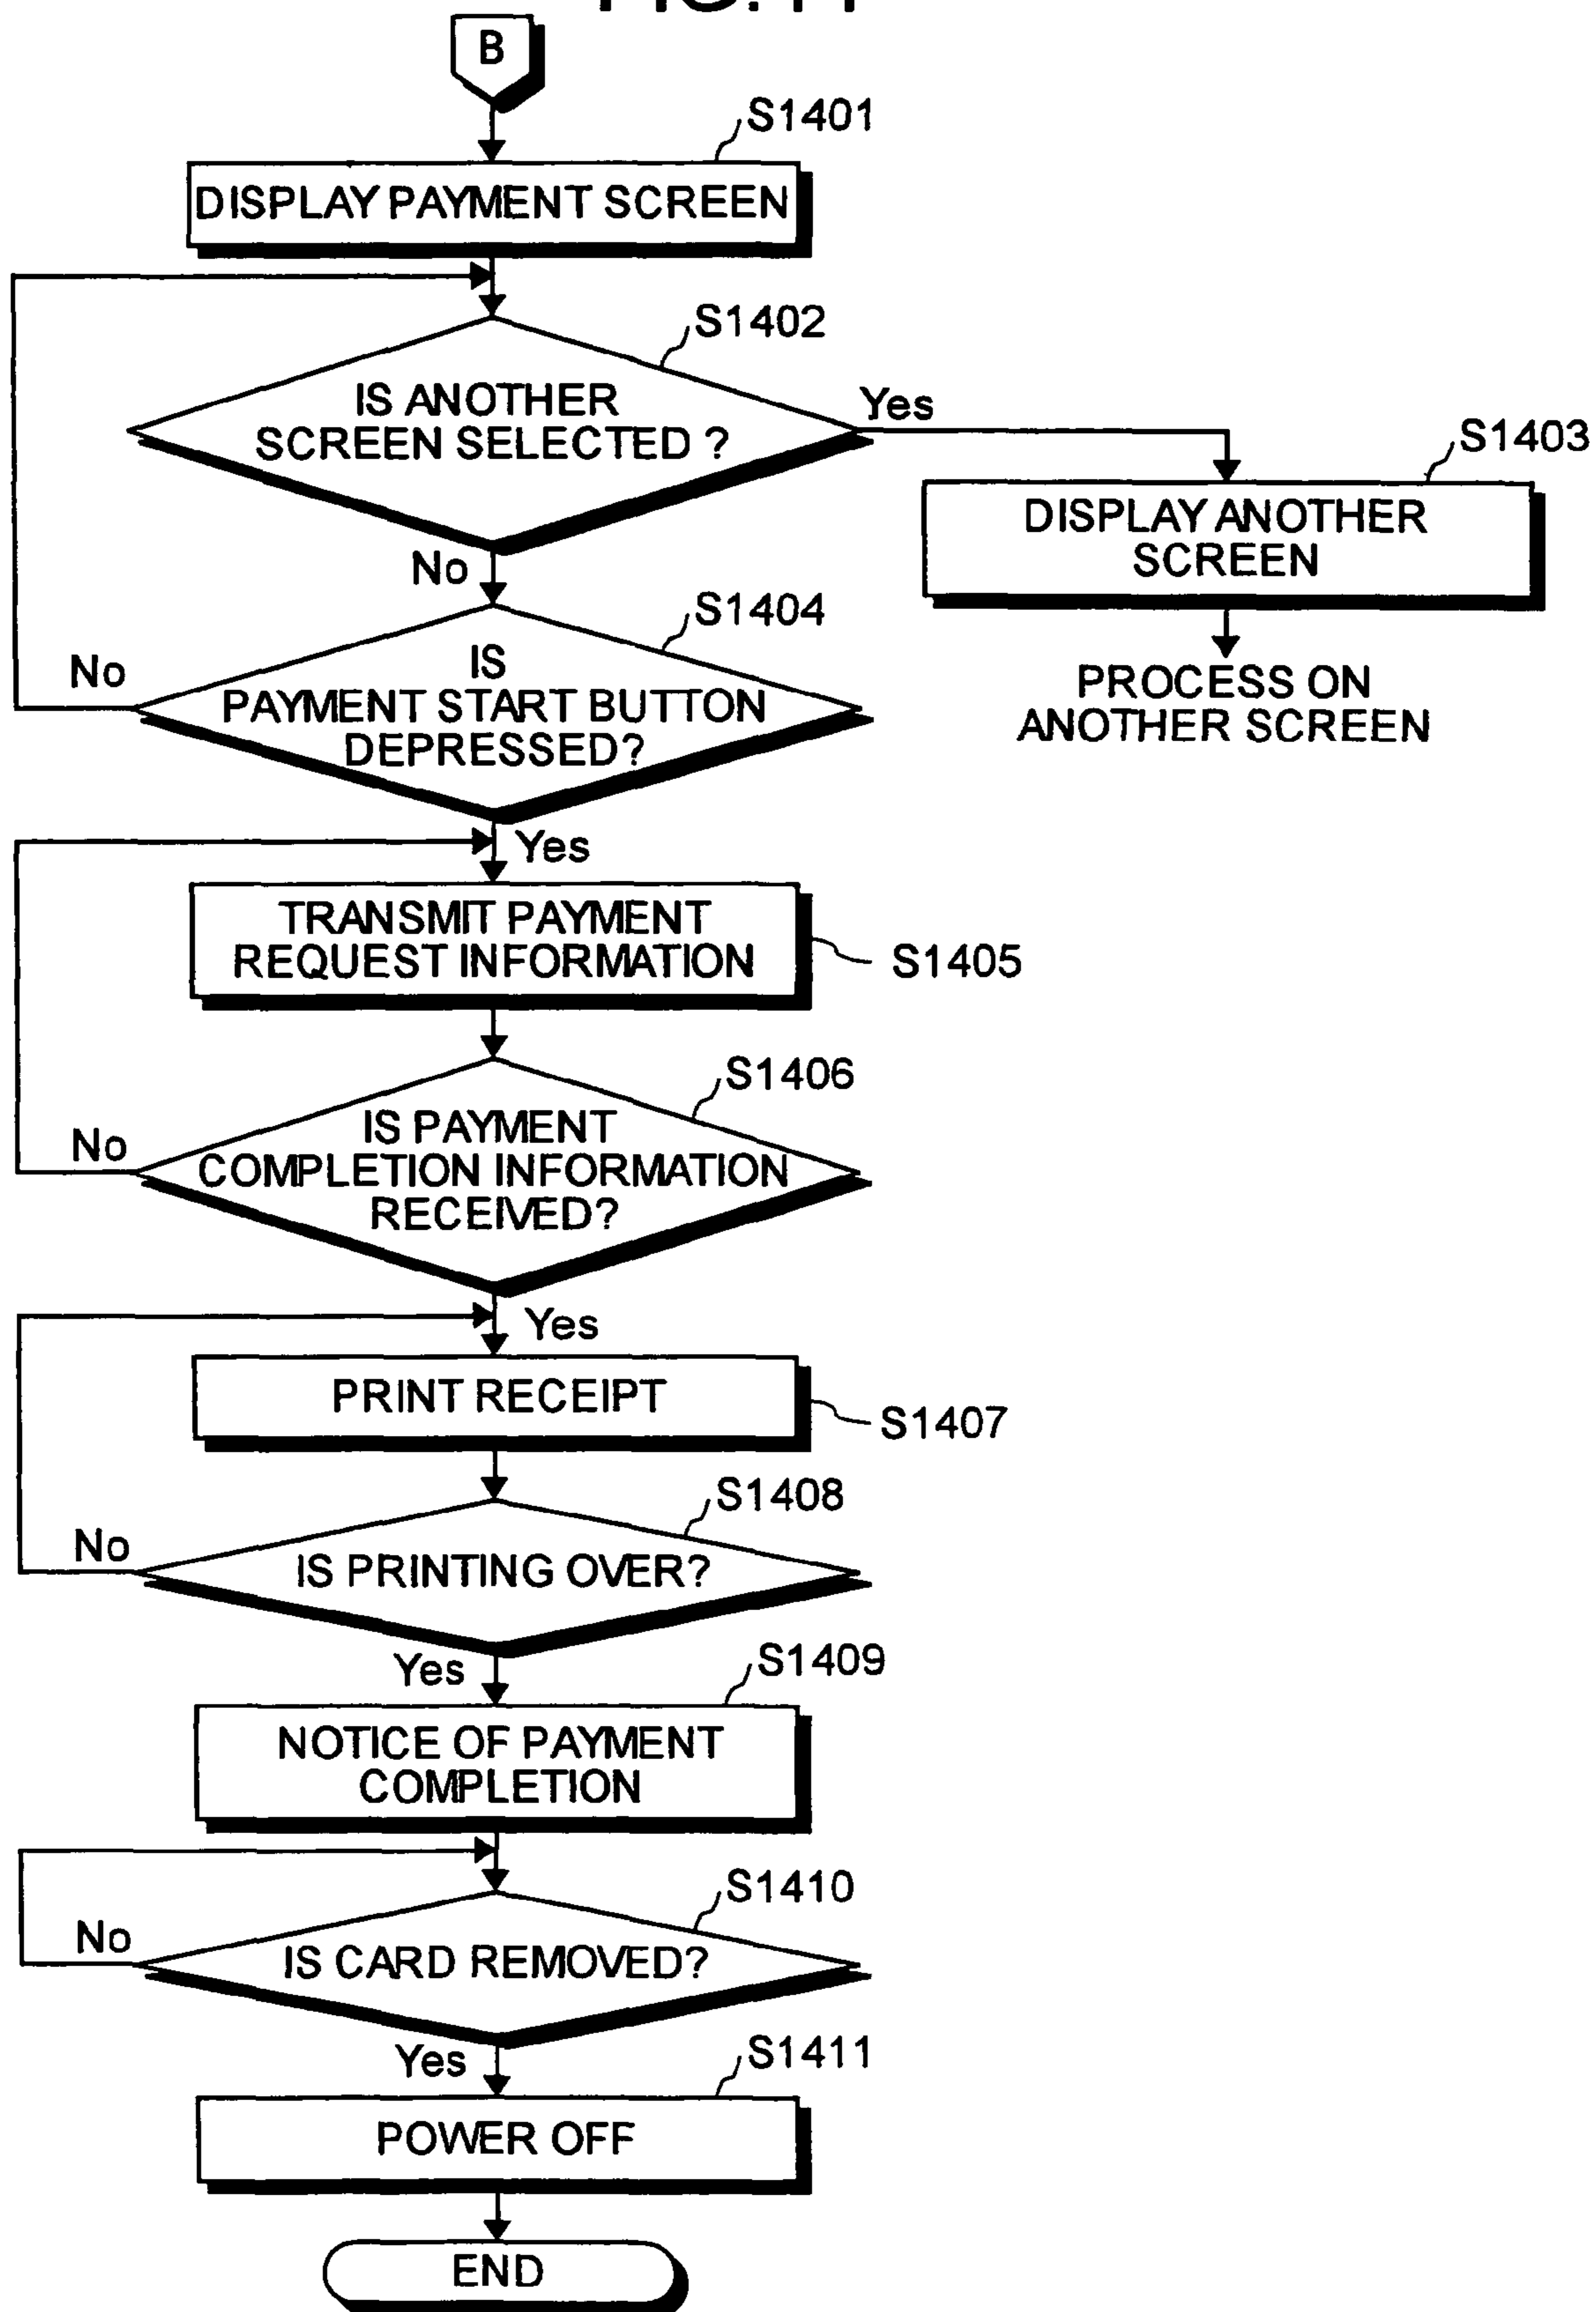 B
S1401
DISPLAY PAYMENT SCREEN
S1402
IS ANOTHER
SCREEN SELECTED ?
Yes
S1403
DISPLAY ANOTHER
SCREEN
No
S1404
PROCESS ON
ANOTHER SCREEN
No
IS
PAYMENT START BUTTON
DEPRESSED?
Yes
TRANSMIT PAYMENT
REQUEST INFORMATION
S1405
S1406
No
IS PAYMENT
COMPLETION INFORMATION
RECEIVED?
Yes
PRINT RECEIPT
S1407
S1408
No
IS PRINTING OVER?
Yes
S1409
NOTICE OF PAYMENT
COMPLETION
S1410
No
IS CARD REMOVED?
Yes
S1411
POWER OFF
END